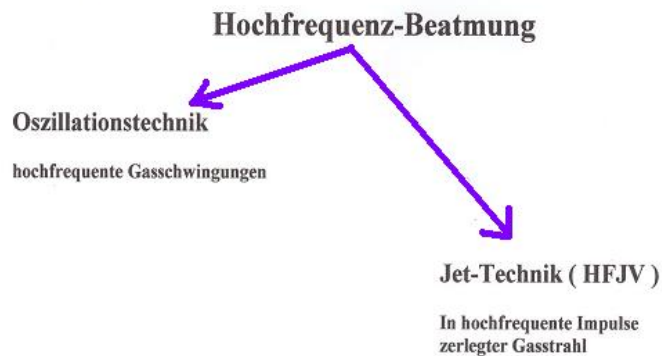 Hochfrequenz-Beatmung
Oszillationstechnik
hochfrequente Gasschwingungen
Jet-Technik ( HFJV )
In hochfrequente Impulse
zerlegter Gasstrahl